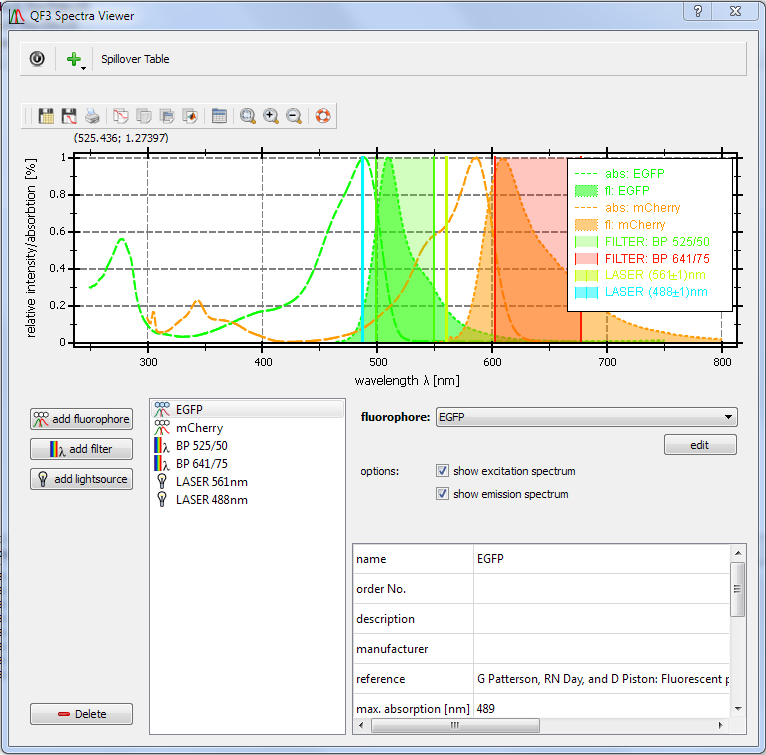 QF3 Spectra Viewer
Spillover Table
(525.436; 1.27397)
relative intensity/absorbtion [%]
1
0.8
0.6
0.4
0.2
0
300 400 500 600 700 800
wavelength λ [nm]
abs: EGFP
fl: EGFP
abs: mCherry
fl: mCherry
FILTER: BP 525/50
FILTER: BP 641/75
LASER (561±1)nm
LASER (488±1)nm
add fluorophore
add filter
add lightsource
Delete
EGFP
mCherry
BP 525/50
BP 641/75
LASER 561nm
LASER 488nm
fluorophore: EGFP
edit
options: show excitation spectrum
show emission spectrum
name EGFP
order No.
description
manufacturer
reference G Patterson, RN Day, and D Piston: Fluorescent p
max. absorption [nm] 489